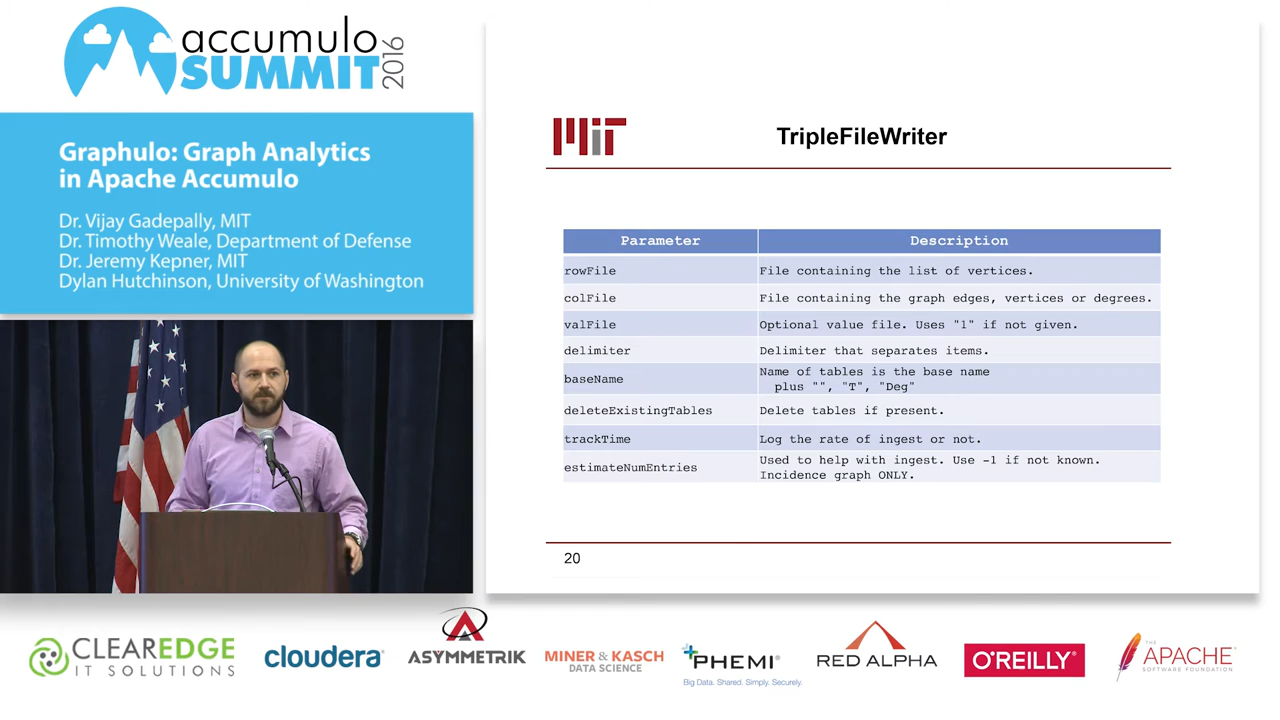 accumulo
SUMMIT
2016
Graphulo: Graph Analytics
in Apache Accumulo
Dr. Vijay Gadepally, MIT
Dr. Timothy Weale, Department of Defense
Dr. Jeremy Kepner, MIT
Dylan Hutchinson, University of Washington
MIT
TripleFileWriter
Parameter Description
rowFile File containing the list of vertices.
colFile File containing the graph edges, vertices or degrees.
valFile Optional value file. Uses "1" if not given.
delimiter Delimiter that separates items.
baseName Name of tables is the base name
plus "", "T", "Deg"
deleteExistingTables Delete tables if present.
trackTime Log the rate of ingest or not.
estimateNumEntries Used to help with ingest. Use -1 if not known.
Incidence graph ONLY.
20
CLEAREDGE
IT SOLUTIONS
cloudera
ASYMMETRIK
MINER & KASCH
DATA SCIENCE
PHEMI
Big Data. Shared. Simply. Securely.
RED ALPHA
O'REILLY
THE
APACHE
SOFTWARE FOUNDATION